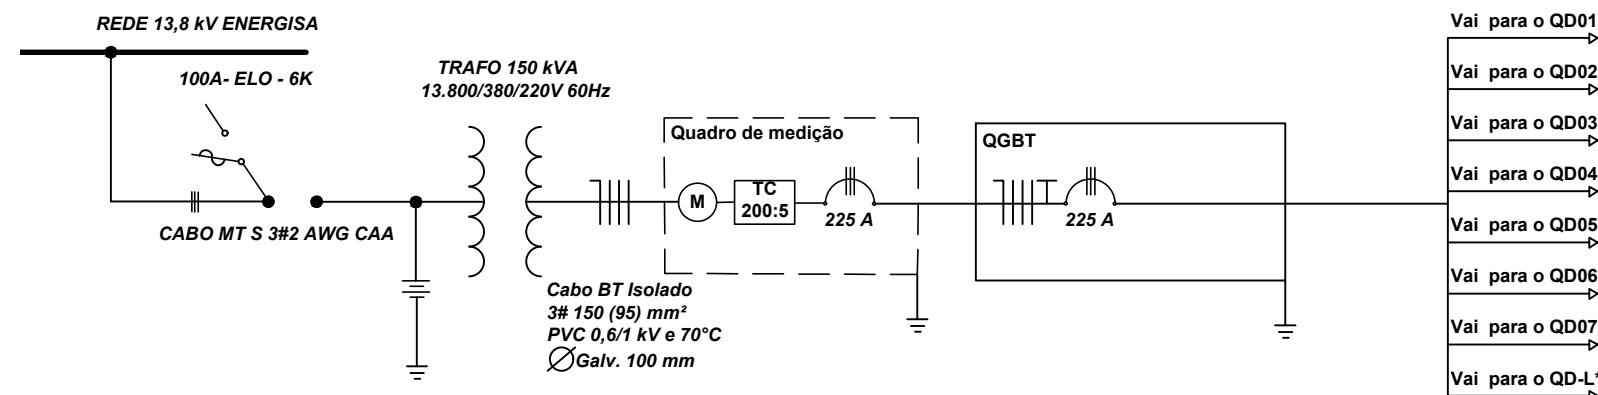 REDE 13,8 kV ENERGISA
100A- ELO - 6K
CABO MT S 3#2 AWG CAA
TRAFO 150 kVA
13.800/380/220V 60Hz
Cabo BT Isolado
3# 150 (95) mm²
PVC 0,6/1 kV e 70°C
Galv. 100 mm
Quadro de medição
M
TC
200:5
225 A
QGBT
225 A
Vai para o QD01
Vai para o QD02
Vai para o QD03
Vai para o QD04
Vai para o QD05
Vai para o QD06
Vai para o QD07
Vai para o QD-L*